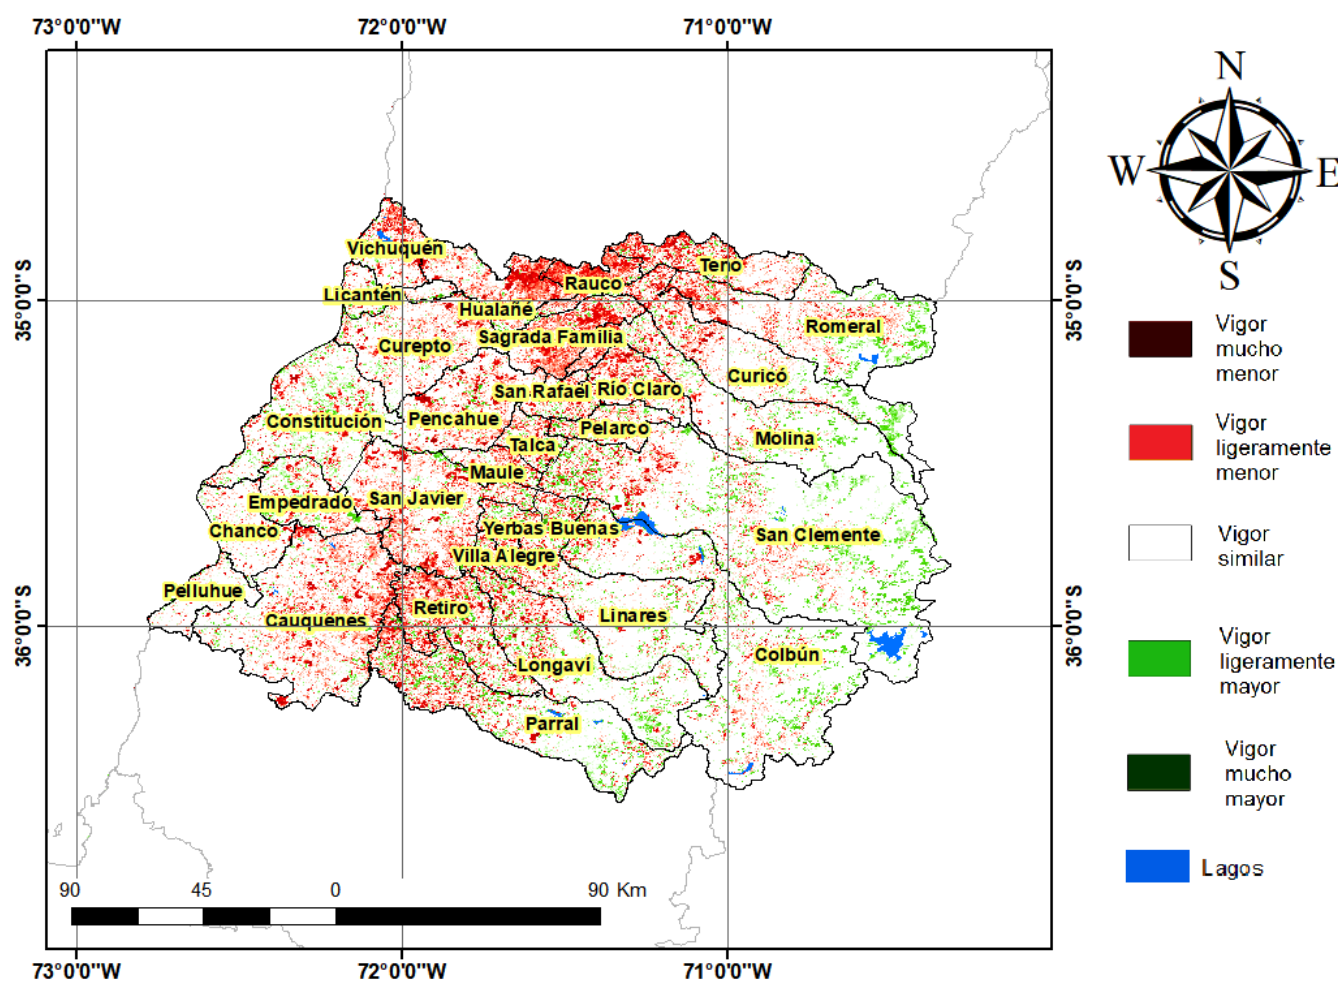 73°0'0"W 72°0'0"W 71°0'0"W
N
W E
S
35°0'0"S 35°0'0"S
36°0'0"S 36°0'0"S
Vichuquén
Teno
Rauco
Licantén
Hualañé
Romeral
Sagrada Familia
Curepto
Curicó
San Rafael Río Claro
Constitución
Pencahue
Pelarco
Molina
Talca
Maule
Empedrado
San Javier
Chanco
Yerbas Buenas
San Clemente
Villa Alegre
Pelluhue
Retiro
Linares
Cauquenes
Colbún
Longaví
Parral
90 45 0 90 Km
73°0'0"W 72°0'0"W 71°0'0"W
Vigor
mucho
menor
Vigor
ligeramente
menor
Vigor
similar
Vigor
ligeramente
mayor
Vigor
mucho
mayor
Lagos